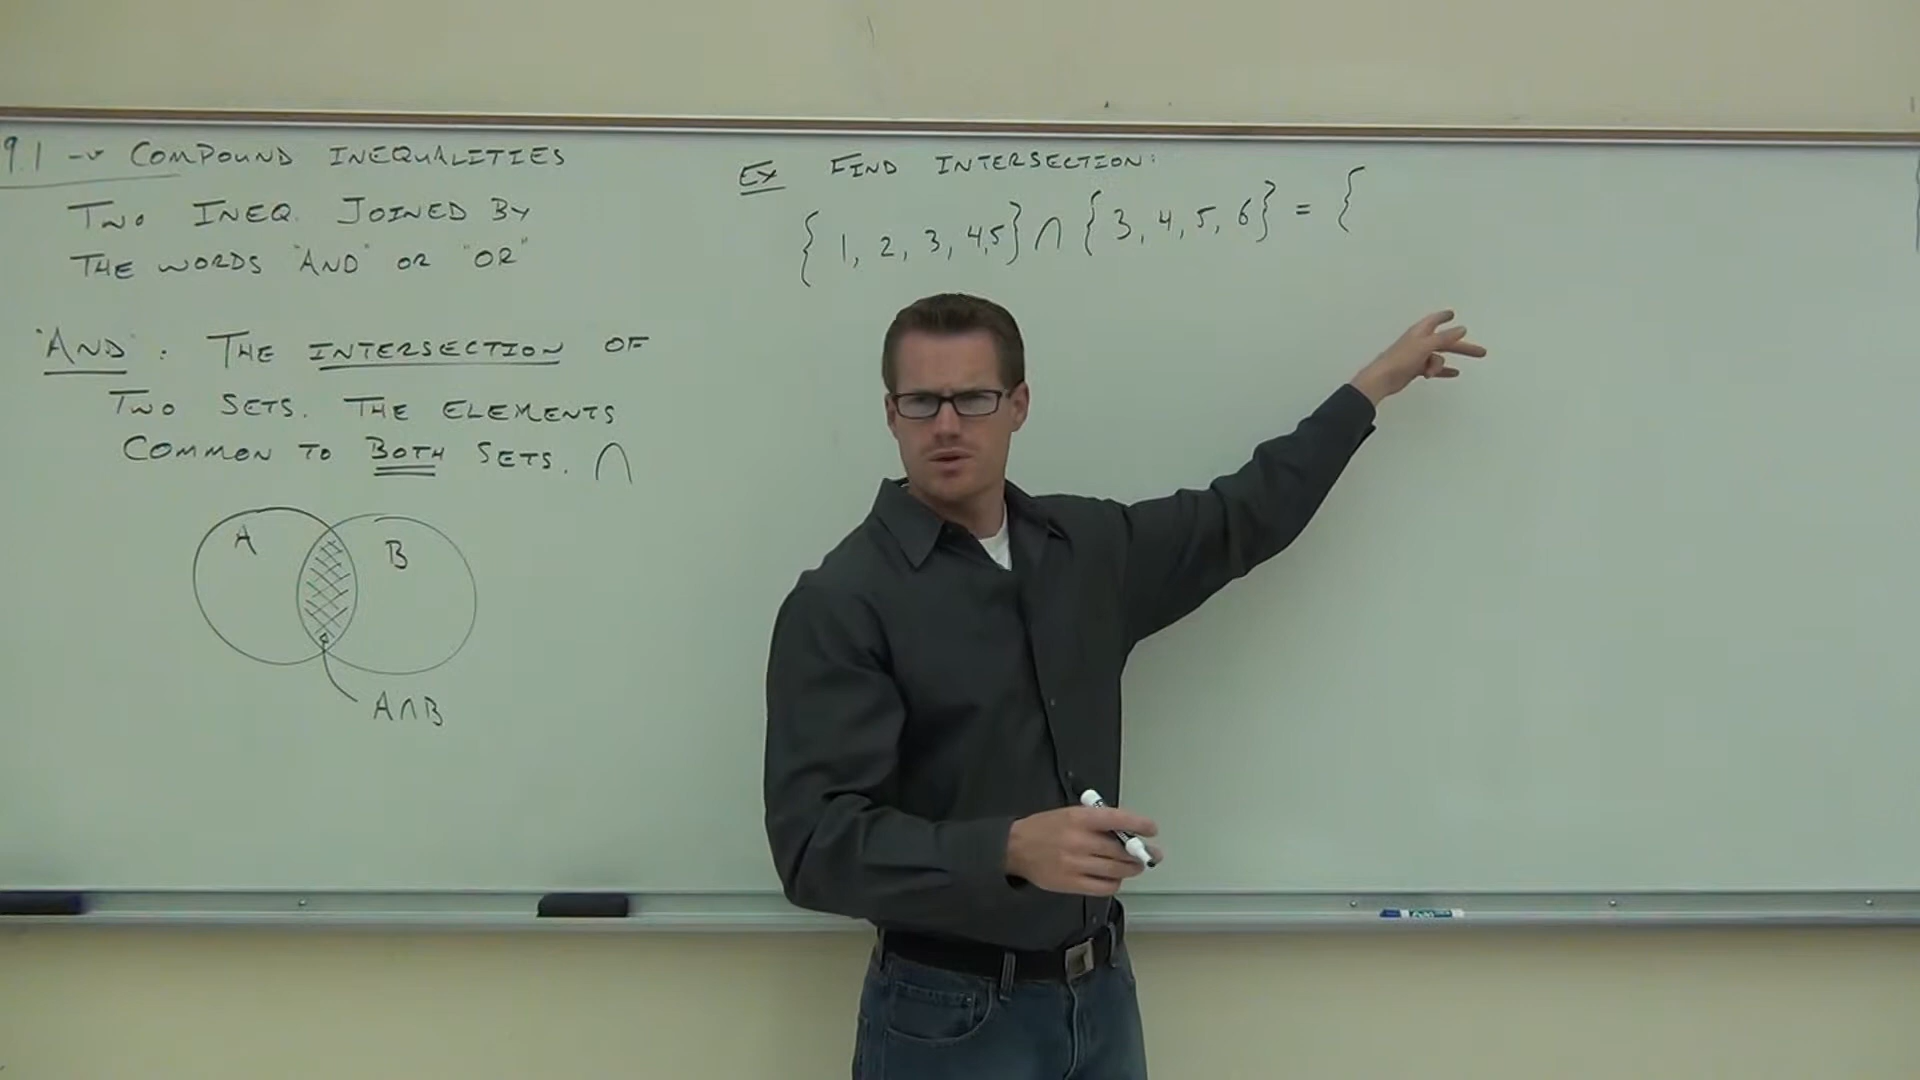 9.1 → COMPOUND INEQUALITIES
TWO INEQ. JOINED BY
THE WORDS "AND" OR "OR"
"AND": THE INTERSECTION OF
TWO SETS. THE ELEMENTS
COMMON TO BOTH SETS. ∩
A B
A∩B
EX FIND INTERSECTION:
{1, 2, 3, 4,5} ∩ {3, 4, 5, 6} = {